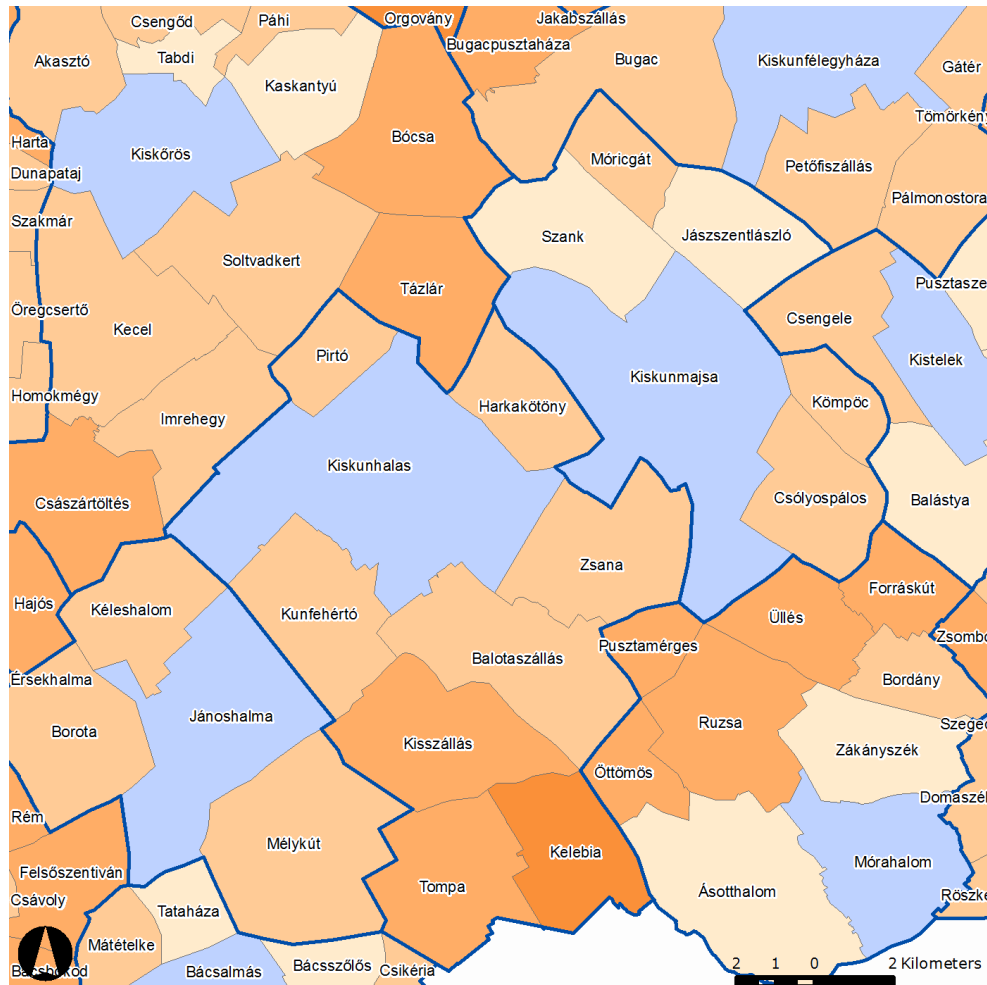 Csengőd
Páhi
Orgovány
Jakabszállás
Bugacpusztaháza
Akasztó
Tabdi
Bugac
Kiskunfélegyháza
Gátér
Kaskantyú
Tömörkény
Harta
Bócsa
Kiskőrös
Móricgát
Petőfiszállás
Dunapataj
Pálmonostora
Szakmár
Szank
Jászszentlászló
Soltvadkert
Tázlár
Pusztasze
Öregcsertő
Csengele
Kecel
Pirtó
Kistelek
Kiskunmajsa
Homokmégy
Harkakötöny
Kömpöc
Imrehegy
Kiskunhalas
Császártöltés
Csólyospálos
Balástya
Zsana
Forráskút
Hajós
Kéleshalom
Kunfehértó
Üllés
Zsombo
Pusztamérges
Balotaszállás
Érsekhalma
Bordány
Jánoshalma
Ruzsa
Szeged
Borota
Kisszállás
Zákányszék
Öttömös
Domaszék
Rém
Mélykút
Kelebia
Mórahalom
Felsőszentiván
Tompa
Ásotthalom
Csávoly
Röszke
Tataháza
Mátételke
Bácsszőlős
Csikéria
Bácsbokod
Bácsalmás
2 1 0 2 Kilometers